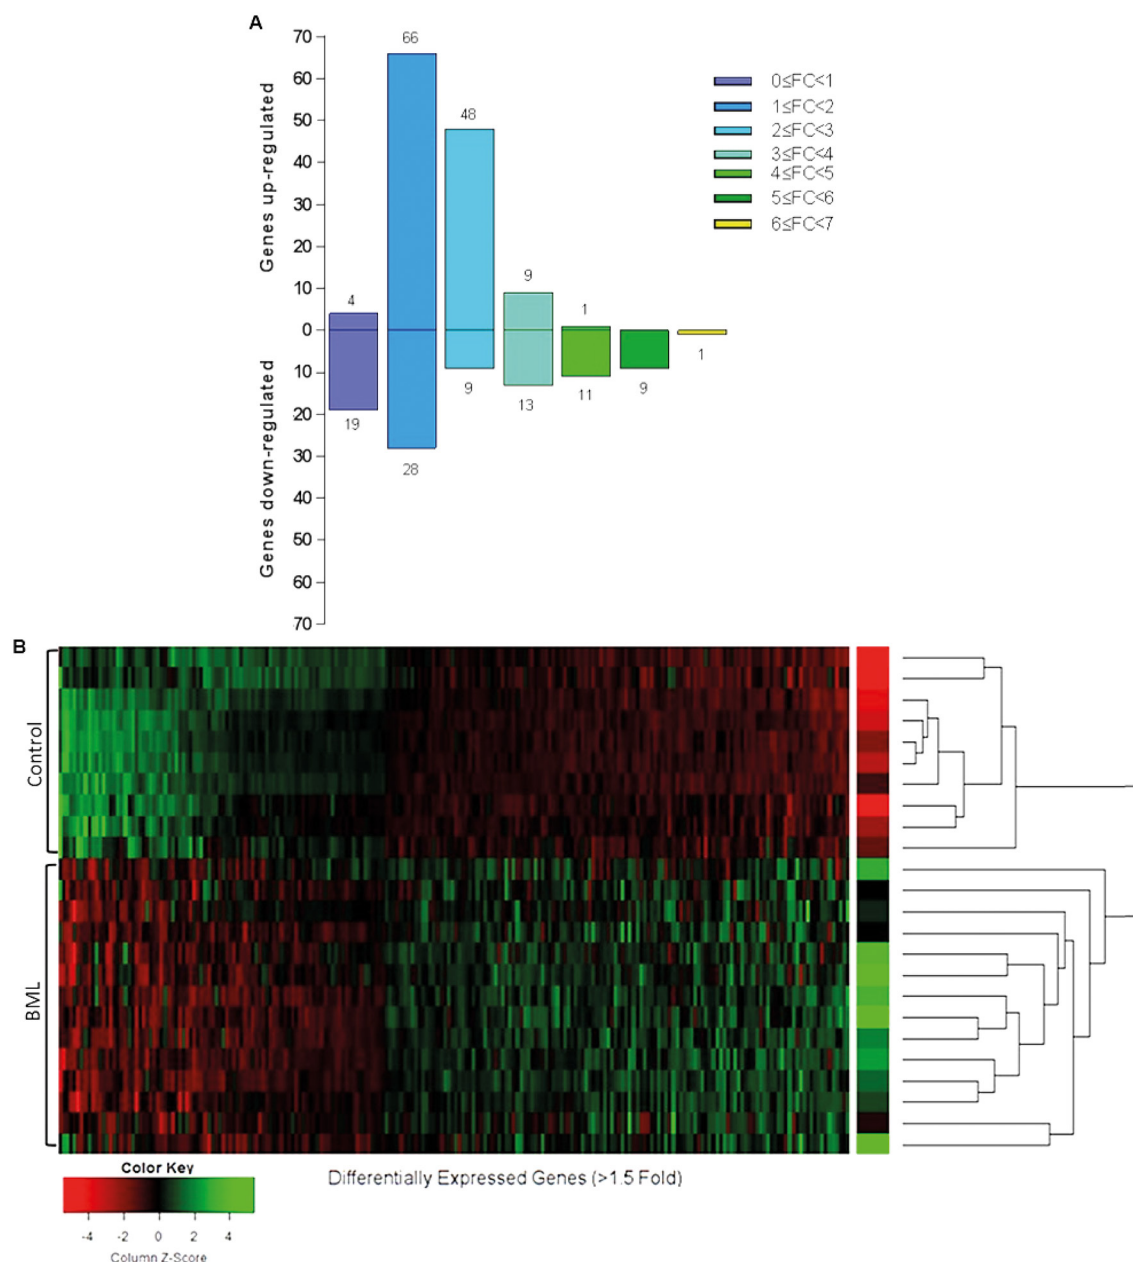 A
70
60
50
40
30
20
10
0
10
20
30
40
50
60
70
Genes up-regulated
Genes down-regulated
66
48
4
9
1
19
28
9
13
11
9
1
0≤FC<1
1≤FC<2
2≤FC<3
3≤FC<4
4≤FC<5
5≤FC<6
6≤FC<7
B
Control
BML
Color Key
-4 -2 0 2 4
Column Z-Score
Differentially Expressed Genes (>1.5 Fold)